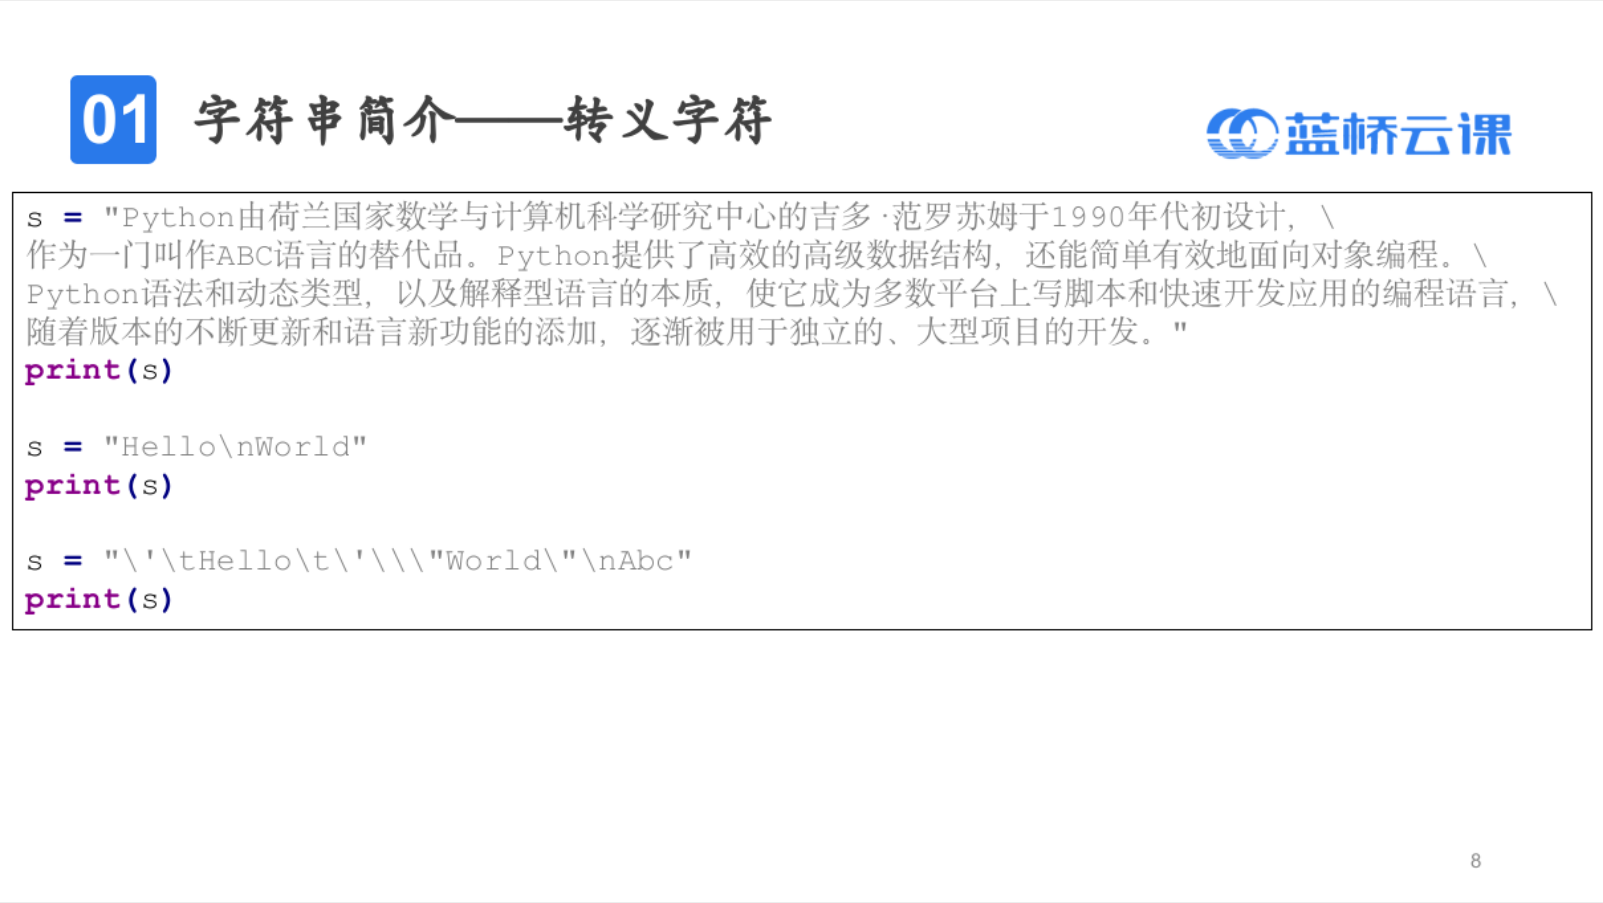 01 字符串简介——转义字符
蓝桥云课
s = "Python由荷兰国家数学与计算机科学研究中心的吉多·范罗苏姆于1990年代初设计，\
作为一门叫作ABC语言的替代品。Python提供了高效的高级数据结构，还能简单有效地面向对象编程。\
Python语法和动态类型，以及解释型语言的本质，使它成为多数平台上写脚本和快速开发应用的编程语言，\
随着版本的不断更新和语言新功能的添加，逐渐被用于独立的、大型项目的开发。"
print(s)
s = "Hello\nWorld"
print(s)
s = "\'\tHello\t\'\\\"World\"\nAbc"
print(s)
8